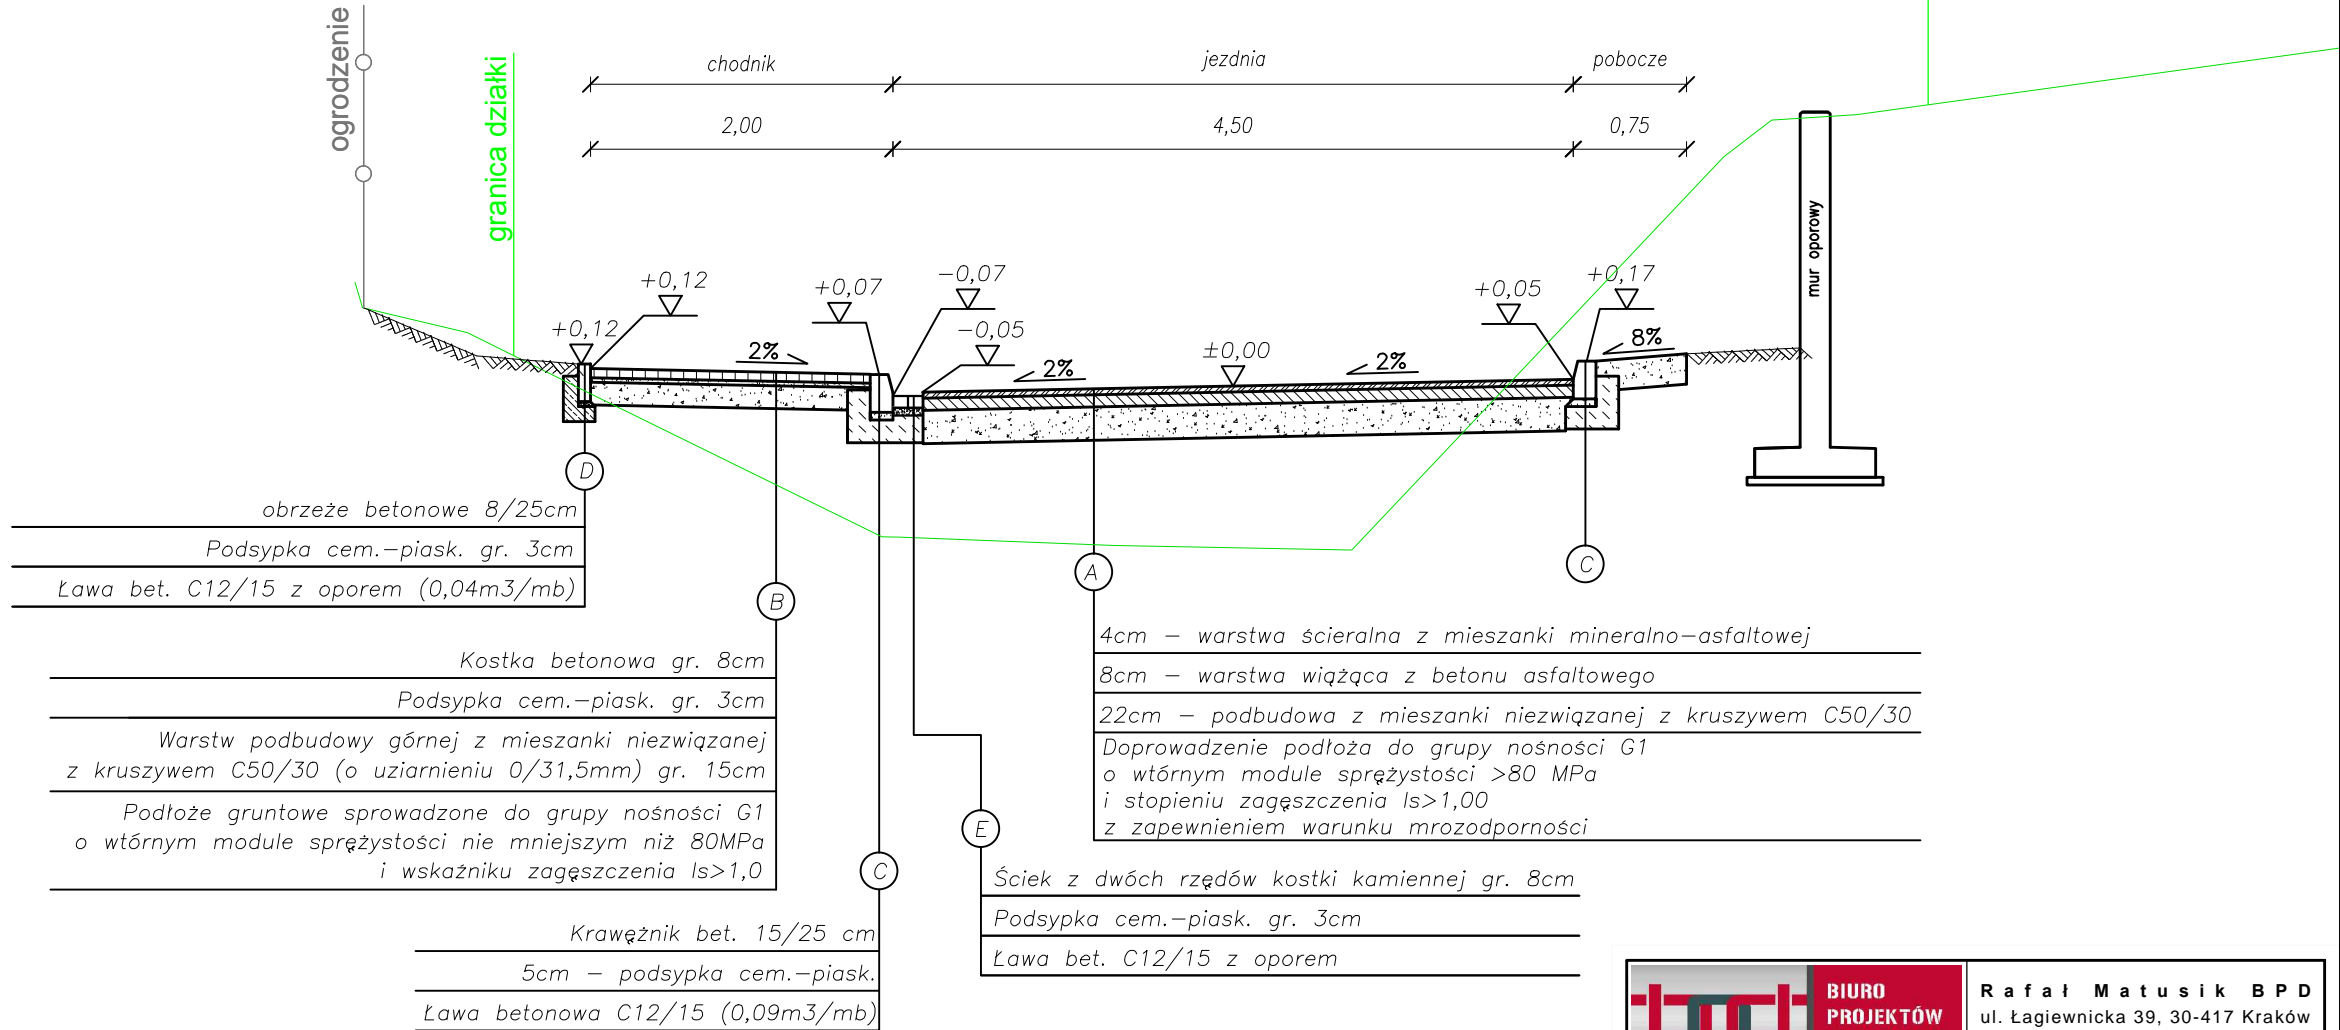 ogrodzenie
granica działki
chodnik
jezdnia
pobocze
2,00
4,50
0,75
mur oporowy
+0,12
+0,12
+0,07
-0,07
-0,05
±0,00
+0,05
+0,17
2%
2%
2%
8%
D
obrzeże betonowe 8/25cm
Podsypka cem.-piask. gr. 3cm
Ława bet. C12/15 z oporem (0,04m3/mb)
B
Kostka betonowa gr. 8cm
Podsypka cem.-piask. gr. 3cm
Warstw podbudowy górnej z mieszanki niezwiązanej
z kruszywem C50/30 (o uziarnieniu 0/31,5mm) gr. 15cm
Podłoże gruntowe sprowadzone do grupy nośności G1
o wtórnym module sprężystości nie mniejszym niż 80MPa
i wskaźniku zagęszczenia Is>1,0
C
Krawężnik bet. 15/25 cm
5cm - podsypka cem.-piask.
Ława betonowa C12/15 (0,09m3/mb)
A
4cm - warstwa ścieralna z mieszanki mineralno-asfaltowej
8cm - warstwa wiążąca z betonu asfaltowego
22cm - podbudowa z mieszanki niezwiązanej z kruszywem C50/30
Doprowadzenie podłoża do grupy nośności G1
o wtórnym module sprężystości >80 MPa
i stopieniu zagęszczenia Is>1,00
z zapewnieniem warunku mrozodporności
C
E
Ściek z dwóch rzędów kostki kamiennej gr. 8cm
Podsypka cem.-piask. gr. 3cm
Ława bet. C12/15 z oporem
BIURO
PROJEKTÓW
Rafał Matusik BPD
ul. Łagiewnicka 39, 30-417 Kraków